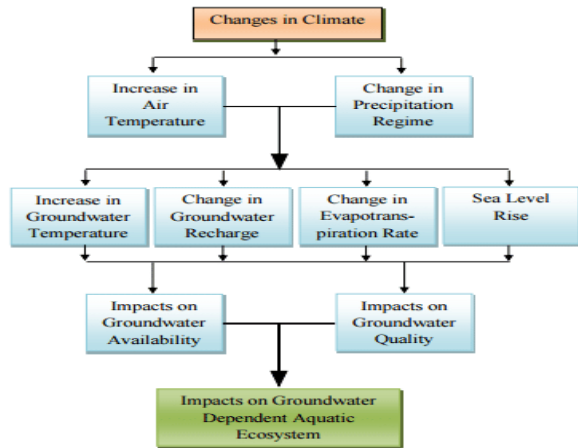 Changes in Climate
Increase in
Air
Temperature
Change in
Precipitation
Regime
Increase in
Groundwater
Temperature
Change in
Groundwater
Recharge
Change in
Evapotrans-
piration Rate
Sea Level
Rise
Impacts on
Groundwater
Availability
Impacts on
Groundwater
Quality
Impacts on Groundwater
Dependent Aquatic
Ecosystem